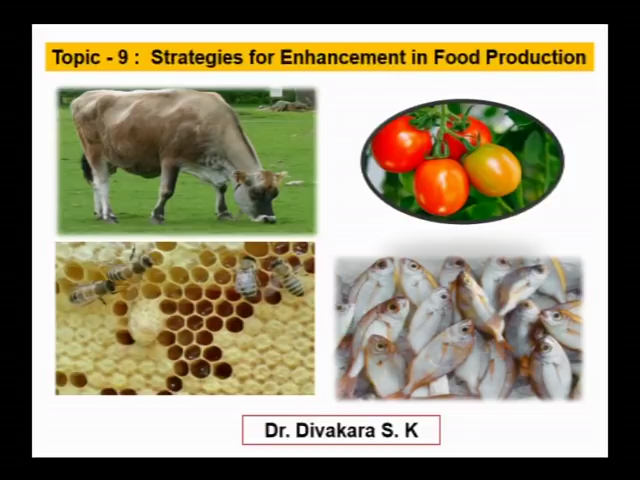 Topic - 9 : Strategies for Enhancement in Food Production
Dr. Divakara S. K